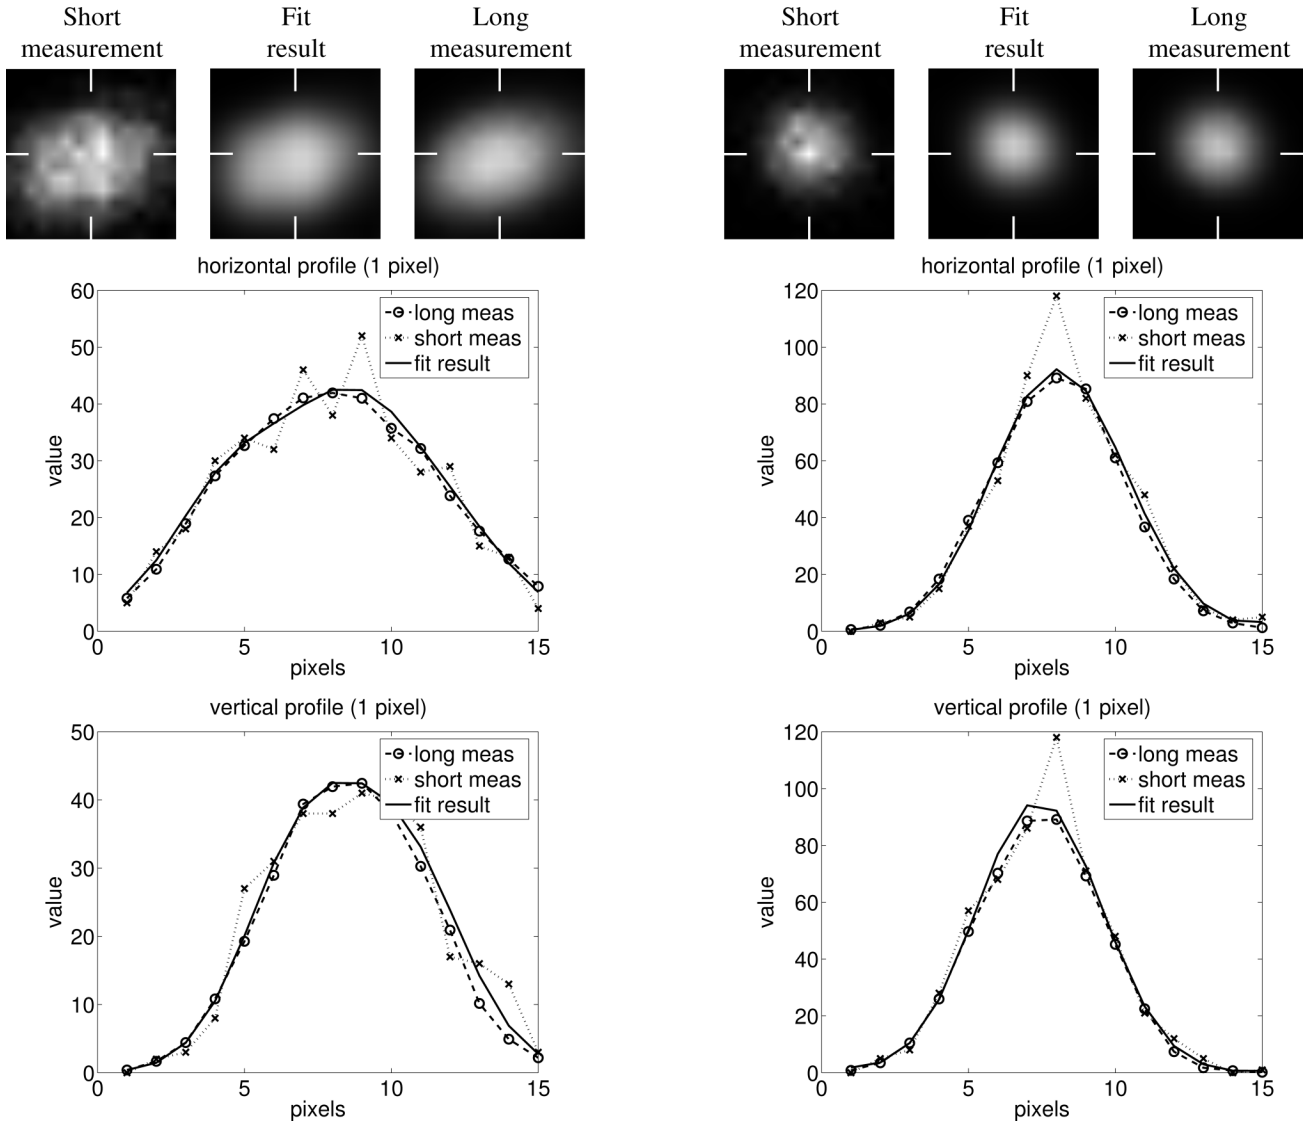 Short
measurement
Fit
result
Long
measurement
Short
measurement
Fit
result
Long
measurement
horizontal profile (1 pixel)
60
50
40
30
20
10
0
0
5
10
15
value
pixels
long meas
short meas
fit result
horizontal profile (1 pixel)
120
100
80
60
40
20
0
0
5
10
15
value
pixels
long meas
short meas
fit result
vertical profile (1 pixel)
50
40
30
20
10
0
0
5
10
15
value
pixels
long meas
short meas
fit result
vertical profile (1 pixel)
120
100
80
60
40
20
0
0
5
10
15
value
pixels
long meas
short meas
fit result